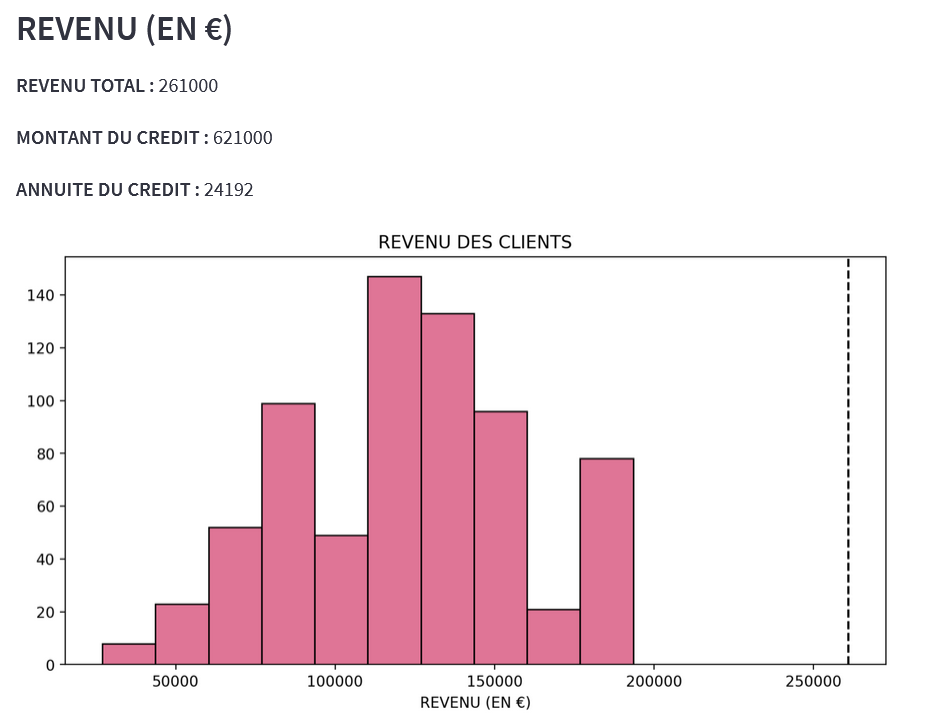 REVENU (EN €)
REVENU TOTAL : 261000
MONTANT DU CREDIT : 621000
ANNUITE DU CREDIT : 24192
REVENU DES CLIENTS
140
120
100
80
60
40
20
0
50000 100000 150000 200000 250000
REVENU (EN €)